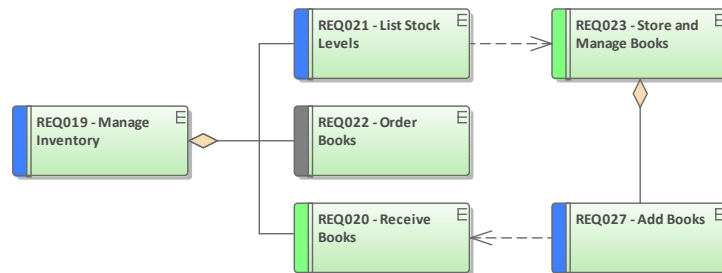 REQ021 - List Stock
Levels
REQ023 - Store and
Manage Books
REQ019 - Manage
Inventory
REQ022 - Order
Books
REQ020 - Receive
Books
REQ027 - Add Books